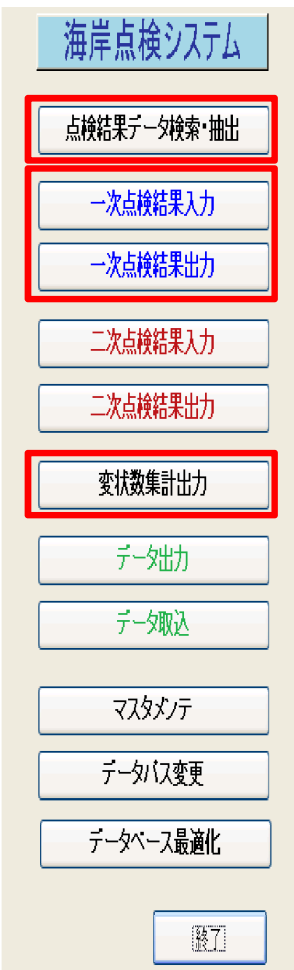 海岸点検システム
点検結果データ検索・抽出
一次点検結果入力
一次点検結果出力
二次点検結果入力
二次点検結果出力
変状数集計出力
データ出力
データ取込
マスタメンテ
データパス変更
データベース最適化
終了